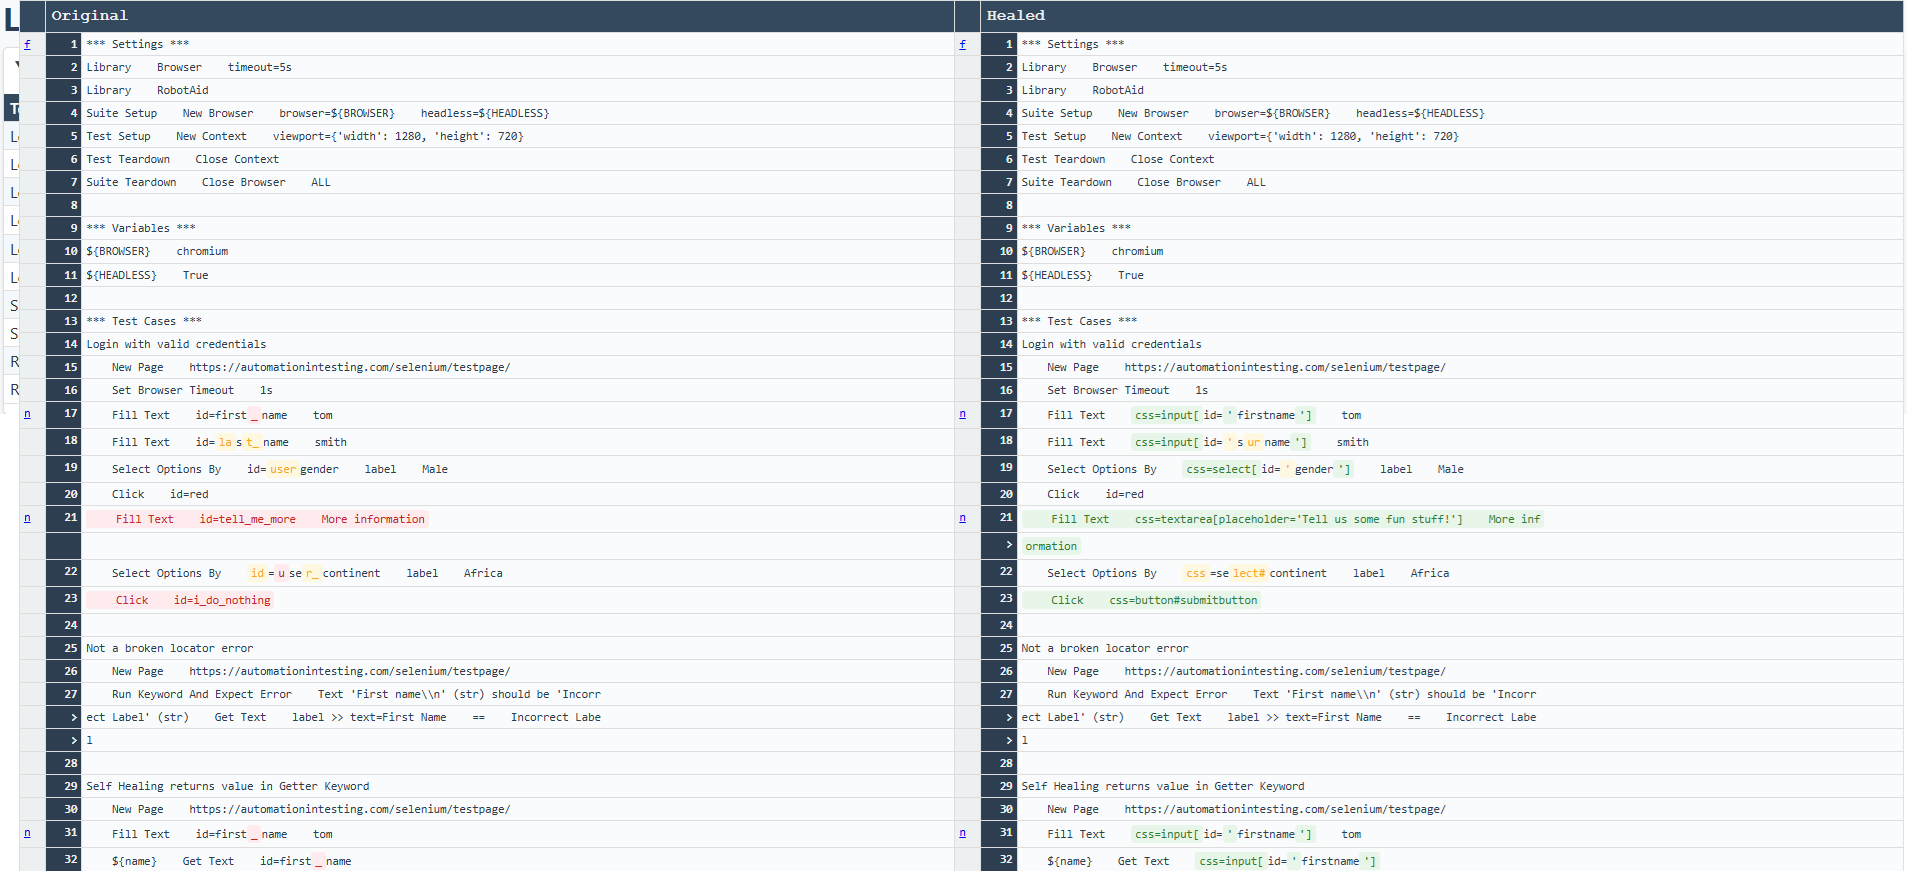 Original
f 1 *** Settings ***
2 Library    Browser    timeout=5s
3 Library    RobotAid
4 Suite Setup    New Browser    browser=${BROWSER}    headless=${HEADLESS}
5 Test Setup    New Context    viewport={'width': 1280, 'height': 720}
6 Test Teardown    Close Context
7 Suite Teardown    Close Browser    ALL
8
9 *** Variables ***
10 ${BROWSER}    chromium
11 ${HEADLESS}    True
12
13 *** Test Cases ***
14 Login with valid credentials
15     New Page    https://automationintesting.com/selenium/testpage/
16     Set Browser Timeout    1s
n 17     Fill Text    id=first_name    tom
18     Fill Text    id=last_name    smith
19     Select Options By    id=usergender    label    Male
20     Click    id=red
n 21     Fill Text    id=tell_me_more    More information
22     Select Options By    id=user_continent    label    Africa
23     Click    id=i_do_nothing
24
25 Not a broken locator error
26     New Page    https://automationintesting.com/selenium/testpage/
27     Run Keyword And Expect Error    Text 'First name\\n' (str) should be 'Incorr
> ect Label' (str)    Get Text    label >> text=First Name    ==    Incorrect Labe
> l
28
29 Self Healing returns value in Getter Keyword
30     New Page    https://automationintesting.com/selenium/testpage/
n 31     Fill Text    id=first_name    tom
32     ${name}    Get Text    id=first_name
Healed
f 1 *** Settings ***
2 Library    Browser    timeout=5s
3 Library    RobotAid
4 Suite Setup    New Browser    browser=${BROWSER}    headless=${HEADLESS}
5 Test Setup    New Context    viewport={'width': 1280, 'height': 720}
6 Test Teardown    Close Context
7 Suite Teardown    Close Browser    ALL
8
9 *** Variables ***
10 ${BROWSER}    chromium
11 ${HEADLESS}    True
12
13 *** Test Cases ***
14 Login with valid credentials
15     New Page    https://automationintesting.com/selenium/testpage/
16     Set Browser Timeout    1s
n 17     Fill Text    css=input[id='firstname']    tom
18     Fill Text    css=input[id='surname']    smith
19     Select Options By    css=select[id='gender']    label    Male
20     Click    id=red
n 21     Fill Text    css=textarea[placeholder='Tell us some fun stuff!']    More inf
> ormation
22     Select Options By    css=select#continent    label    Africa
23     Click    css=button#submitbutton
24
25 Not a broken locator error
26     New Page    https://automationintesting.com/selenium/testpage/
27     Run Keyword And Expect Error    Text 'First name\\n' (str) should be 'Incorr
> ect Label' (str)    Get Text    label >> text=First Name    ==    Incorrect Labe
> l
28
29 Self Healing returns value in Getter Keyword
30     New Page    https://automationintesting.com/selenium/testpage/
n 31     Fill Text    css=input[id='firstname']    tom
32     ${name}    Get Text    css=input[id='firstname']